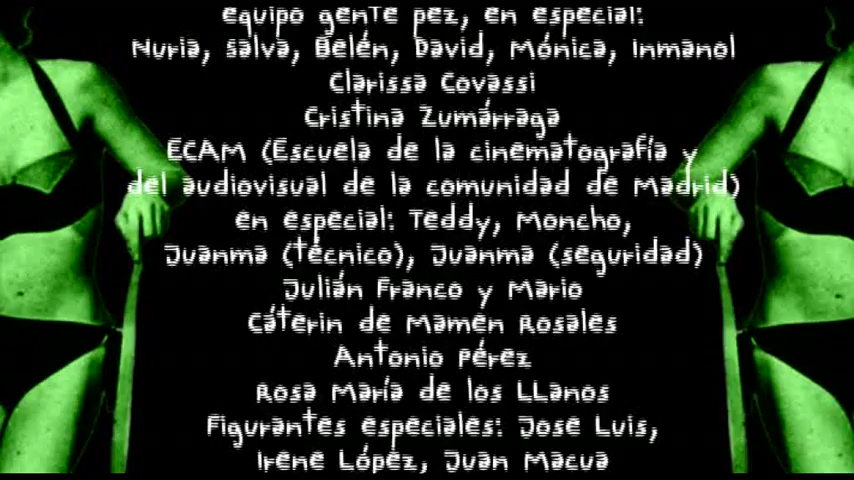 Equipo gente pez, en especial:
Nuria, Salva, Belén, David, Mónica, Inmanol
Clarissa Covassi
Cristina Zumárraga
ECAM (Escuela de la cinematografía y
del audiovisual de la comunidad de Madrid)
en especial: Teddy, Moncho,
Juanma (técnico), Juanma (seguridad)
Julián Franco y Mario
Cáterin de Mamen Rosales
Antonio Pérez
Rosa María de los LLanos
Figurantes especiales: Jose Luis,
Irene López, Juan Macua